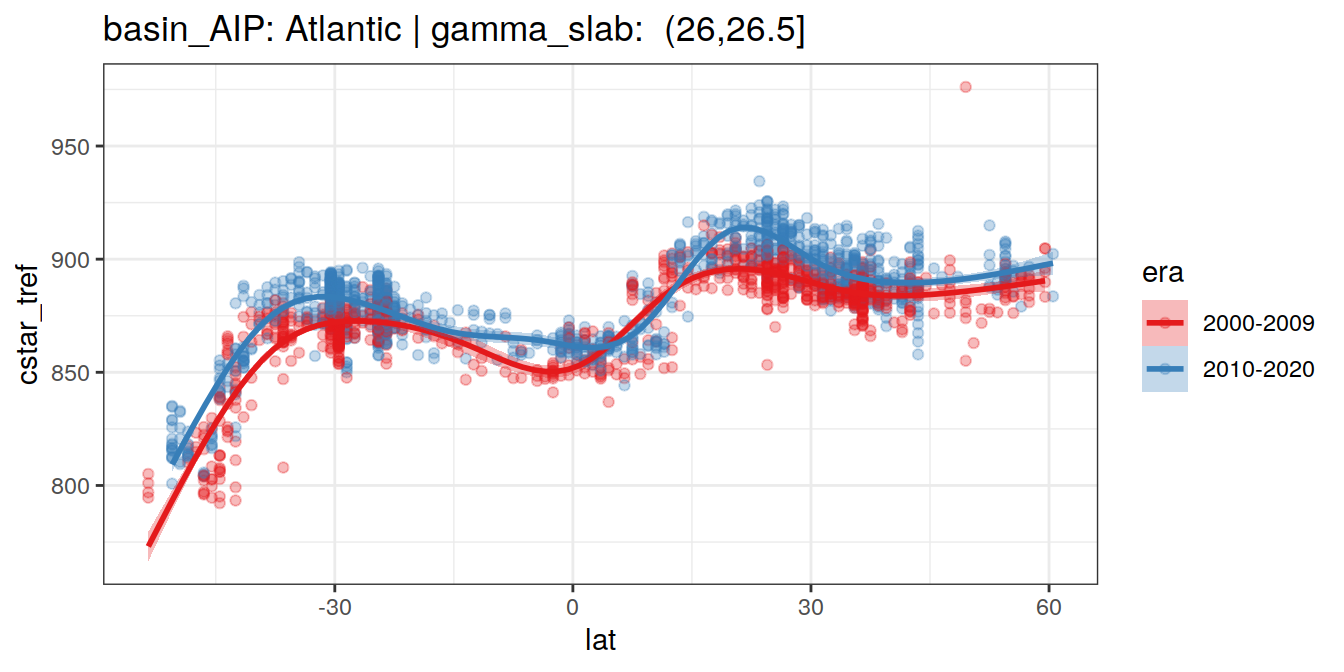 basin_AIP: Atlantic | gamma_slab:  (26,26.5]
cstar_tref
950
900
850
800
-30
0
30
60
lat
era
2000-2009
2010-2020